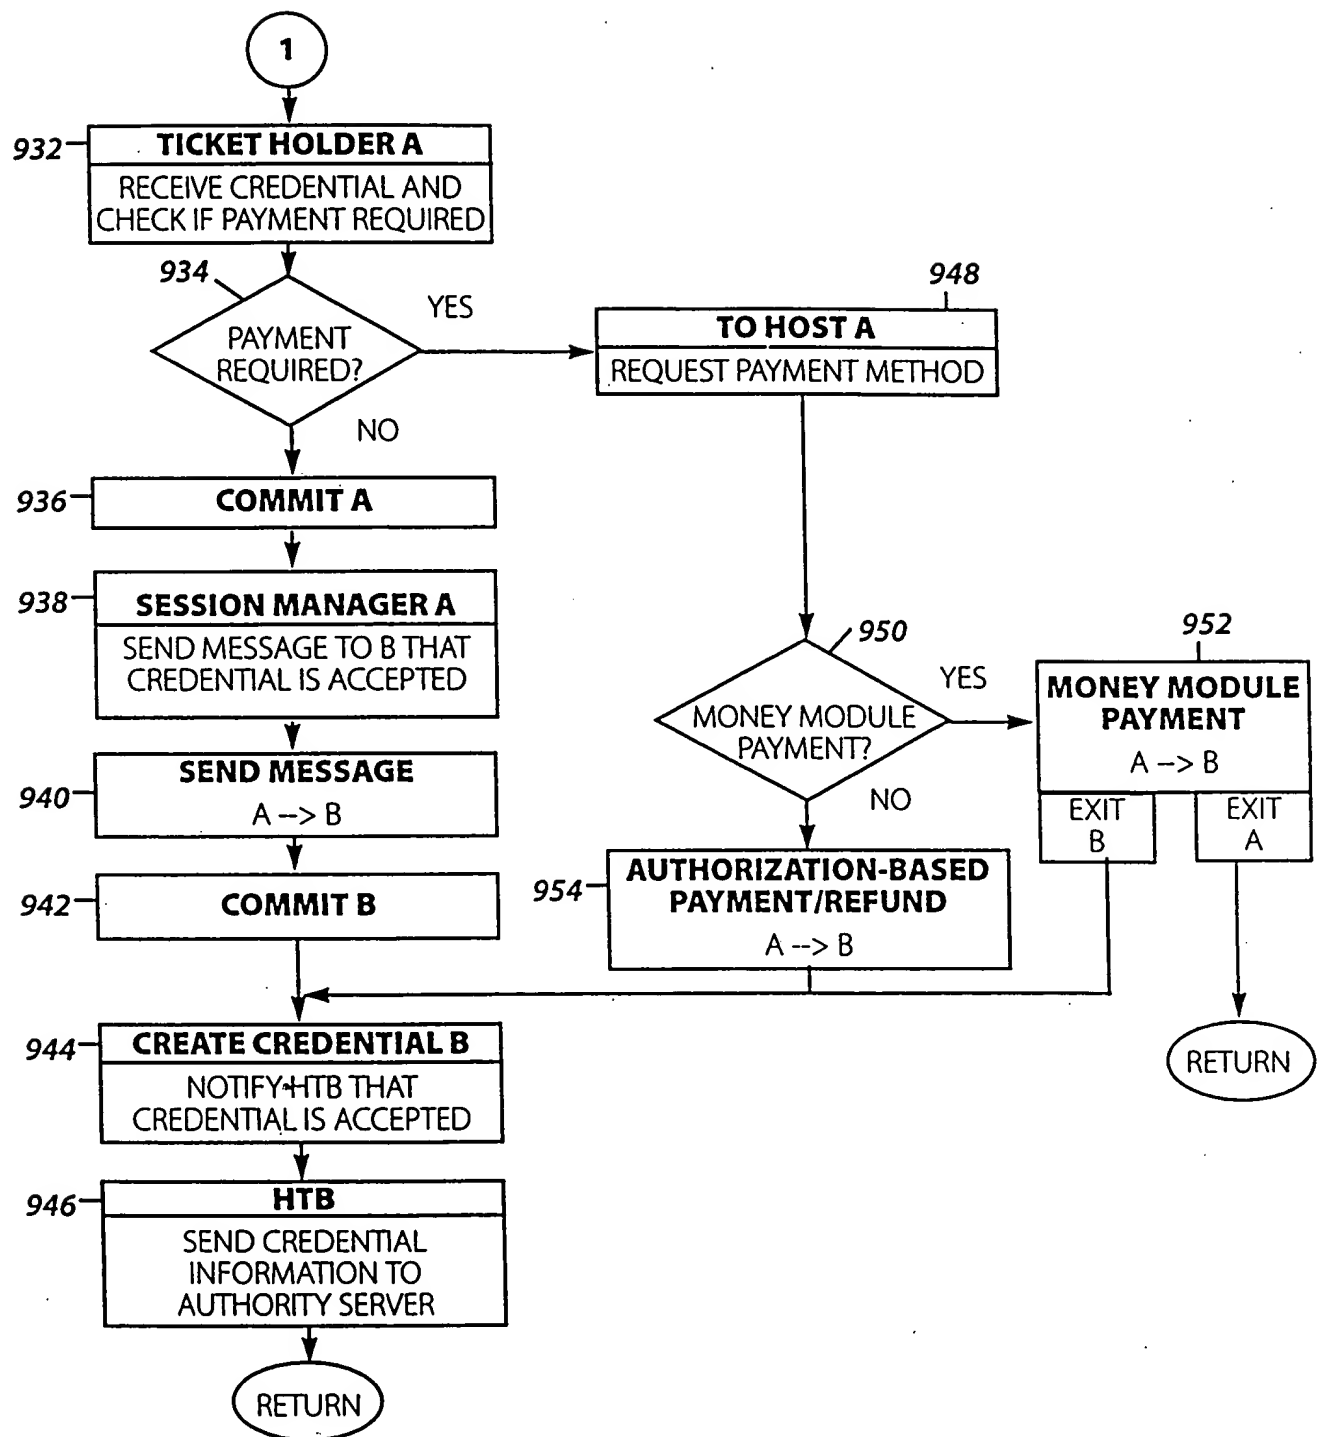 1
932
TICKET HOLDER A
RECEIVE CREDENTIAL AND
CHECK IF PAYMENT REQUIRED
934
PAYMENT
REQUIRED?
YES
NO
948
TO HOST A
REQUEST PAYMENT METHOD
936
COMMIT A
938
SESSION MANAGER A
SEND MESSAGE TO B THAT
CREDENTIAL IS ACCEPTED
940
SEND MESSAGE
A --> B
942
COMMIT B
950
MONEY MODULE
PAYMENT?
YES
NO
952
MONEY MODULE
PAYMENT
A --> B
EXIT
B
EXIT
A
954
AUTHORIZATION-BASED
PAYMENT/REFUND
A --> B
RETURN
944
CREATE CREDENTIAL B
NOTIFY HTB THAT
CREDENTIAL IS ACCEPTED
946
HTB
SEND CREDENTIAL
INFORMATION TO
AUTHORITY SERVER
RETURN